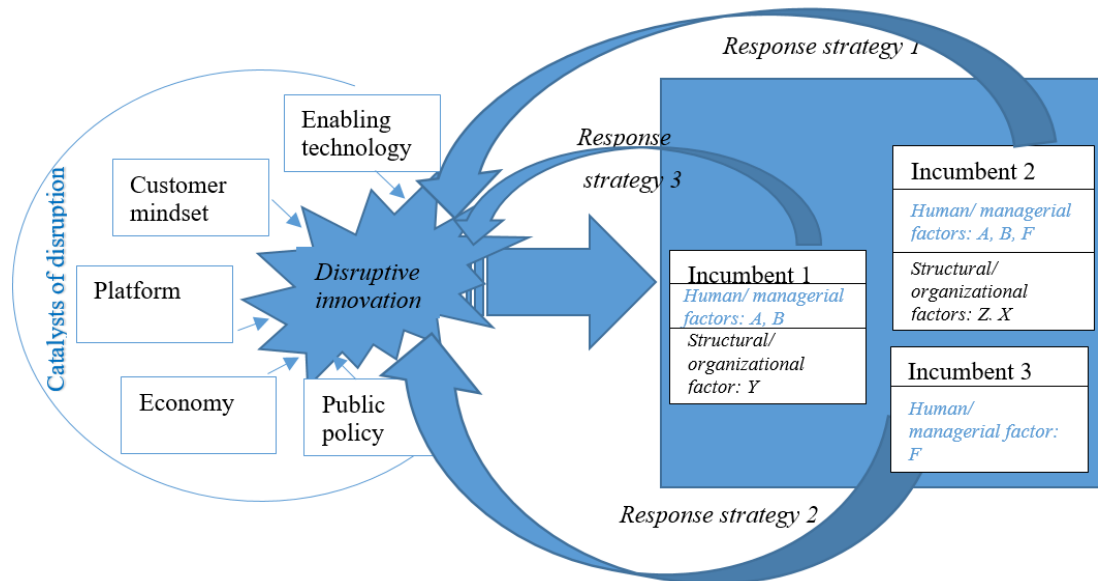 Response strategy 1
Enabling
technology
Response
strategy 3
Customer
mindset
Catalysts of disruption
Platform
Disruptive
innovation
Economy
Public
policy
Incumbent 1
Human/ managerial
factors: A, B
Structural/
organizational
factor: Y
Incumbent 2
Human/ managerial
factors: A, B, F
Structural/
organizational
factors: Z. X
Incumbent 3
Human/
managerial factor:
F
Response strategy 2